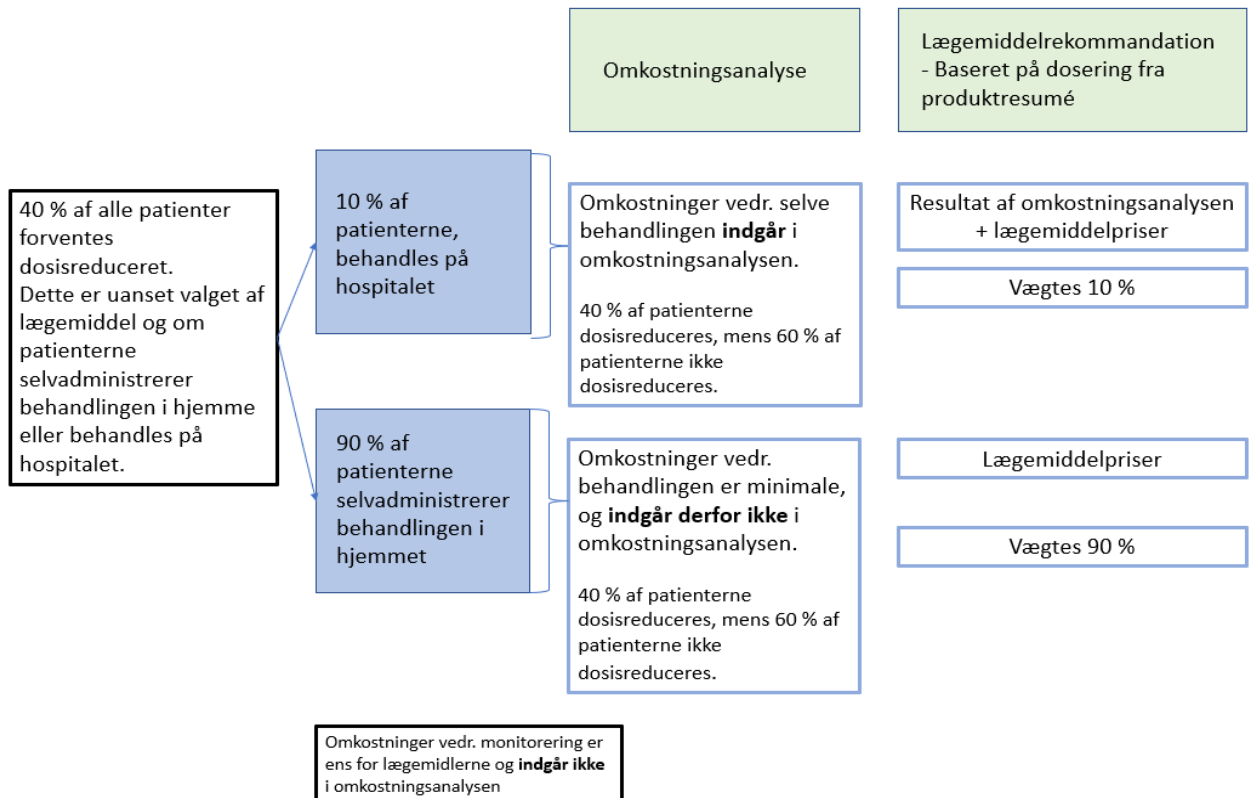 Omkostningsanalyse
Lægemiddelrekommandation
- Baseret på dosering fra
produktresumé
40 % af alle patienter
forventes
dosisreduceret.
Dette er uanset valget af
lægemiddel og om
patienterne
selvadministrerer
behandlingen i hjemme
eller behandles på
hospitalet.
10 % af
patienterne,
behandles på
hospitalet
Omkostninger vedr. selve
behandlingen indgår i
omkostningsanalysen.
40 % af patienterne
dosisreduceres, mens 60 % af
patienterne ikke
dosisreduceres.
Resultat af omkostningsanalysen
+ lægemiddelpriser
Vægtes 10 %
90 % af
patienterne
selvadministrerer
behandlingen i
hjemmet
Omkostninger vedr.
behandlingen er minimale,
og indgår derfor ikke i
omkostningsanalysen.
40 % af patienterne
dosisreduceres, mens 60 % af
patienterne ikke
dosisreduceres.
Lægemiddelpriser
Vægtes 90 %
Omkostninger vedr. monitorering er
ens for lægemidlerne og indgår ikke
i omkostningsanalysen